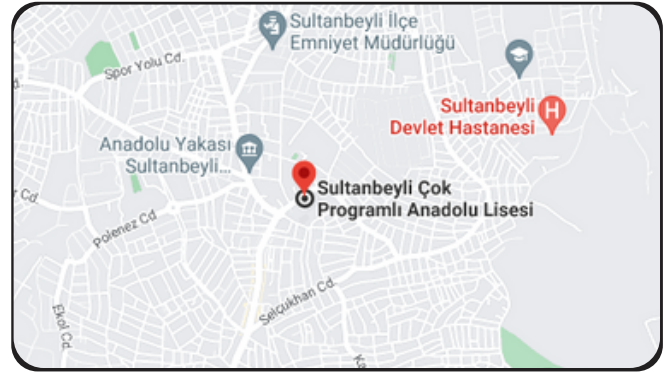 Sultanbeyli İlçe
Emniyet Müdürlüğü
Spor Yolu Cd.
Sultanbeyli
Devlet Hastanesi
H
Anadolu Yakası
Sultanbeyli...
Sultanbeyli Çok
Programlı Anadolu Lisesi
Polenez Cd
Selçukhan Cd.
Ekol Cd.